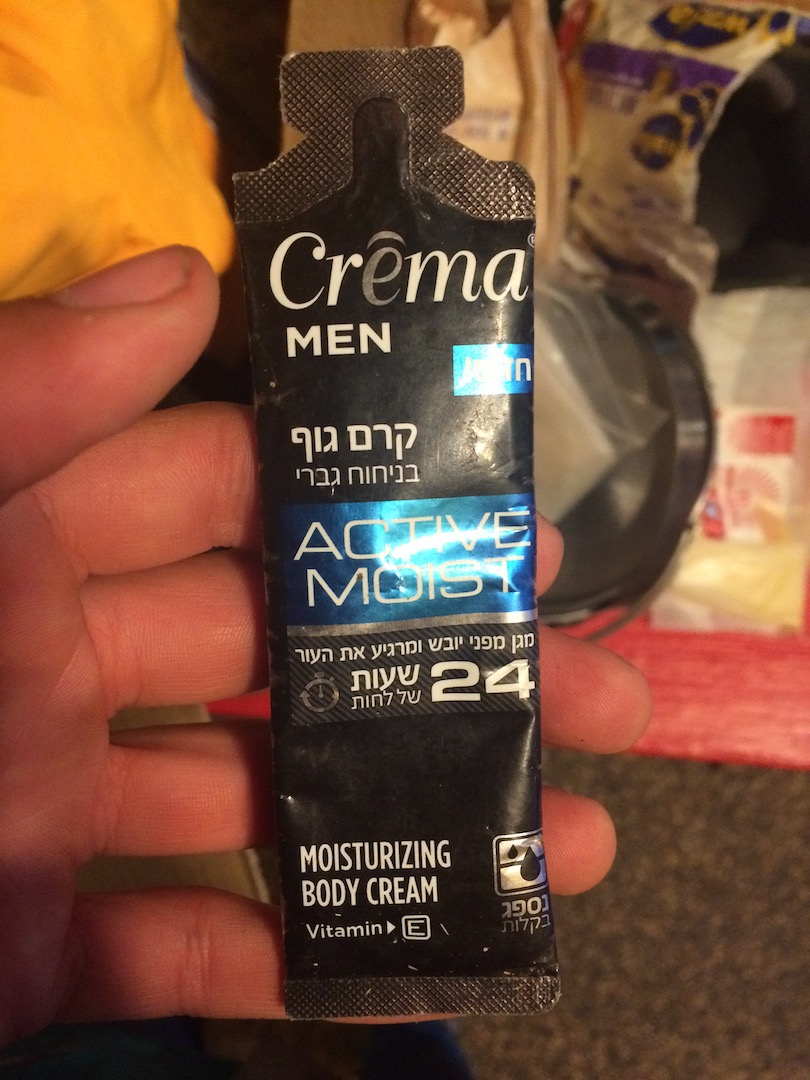 Crêma®
MEN
קרם גוף
בניחוח גברי
ACTIVE
MOIST
מגן מפני יובש ומרגיע את העור
24 שעות
של לחות
MOISTURIZING
BODY CREAM
Vitamin E
נספג
בקלות